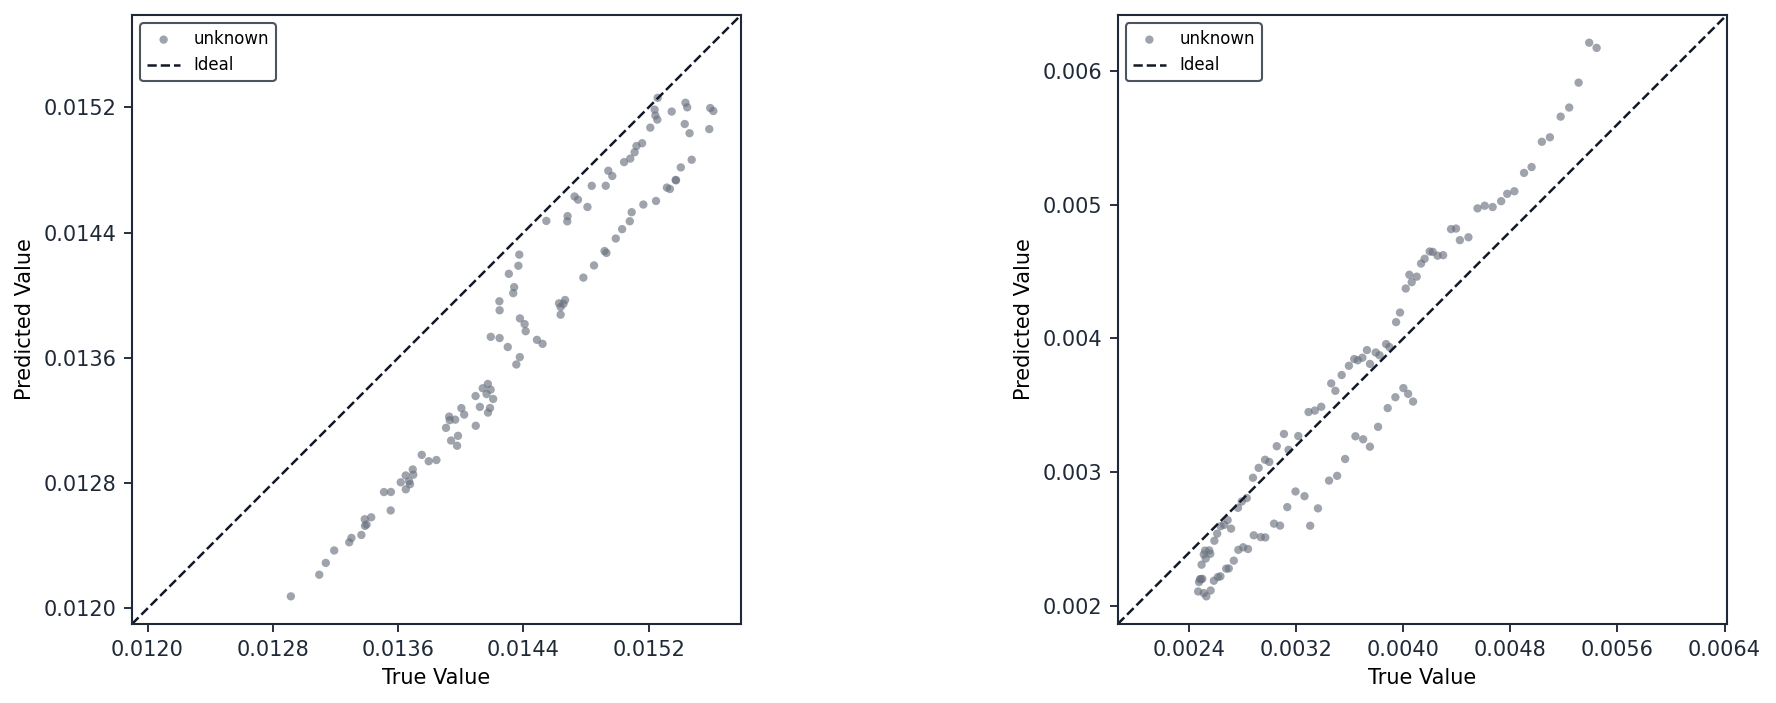 unknown
Ideal
0.0152
0.0144
0.0136
0.0128
0.0120
Predicted Value
0.0120 0.0128 0.0136 0.0144 0.0152
True Value
unknown
Ideal
0.006
0.005
0.004
0.003
0.002
Predicted Value
0.0024 0.0032 0.0040 0.0048 0.0056 0.0064
True Value